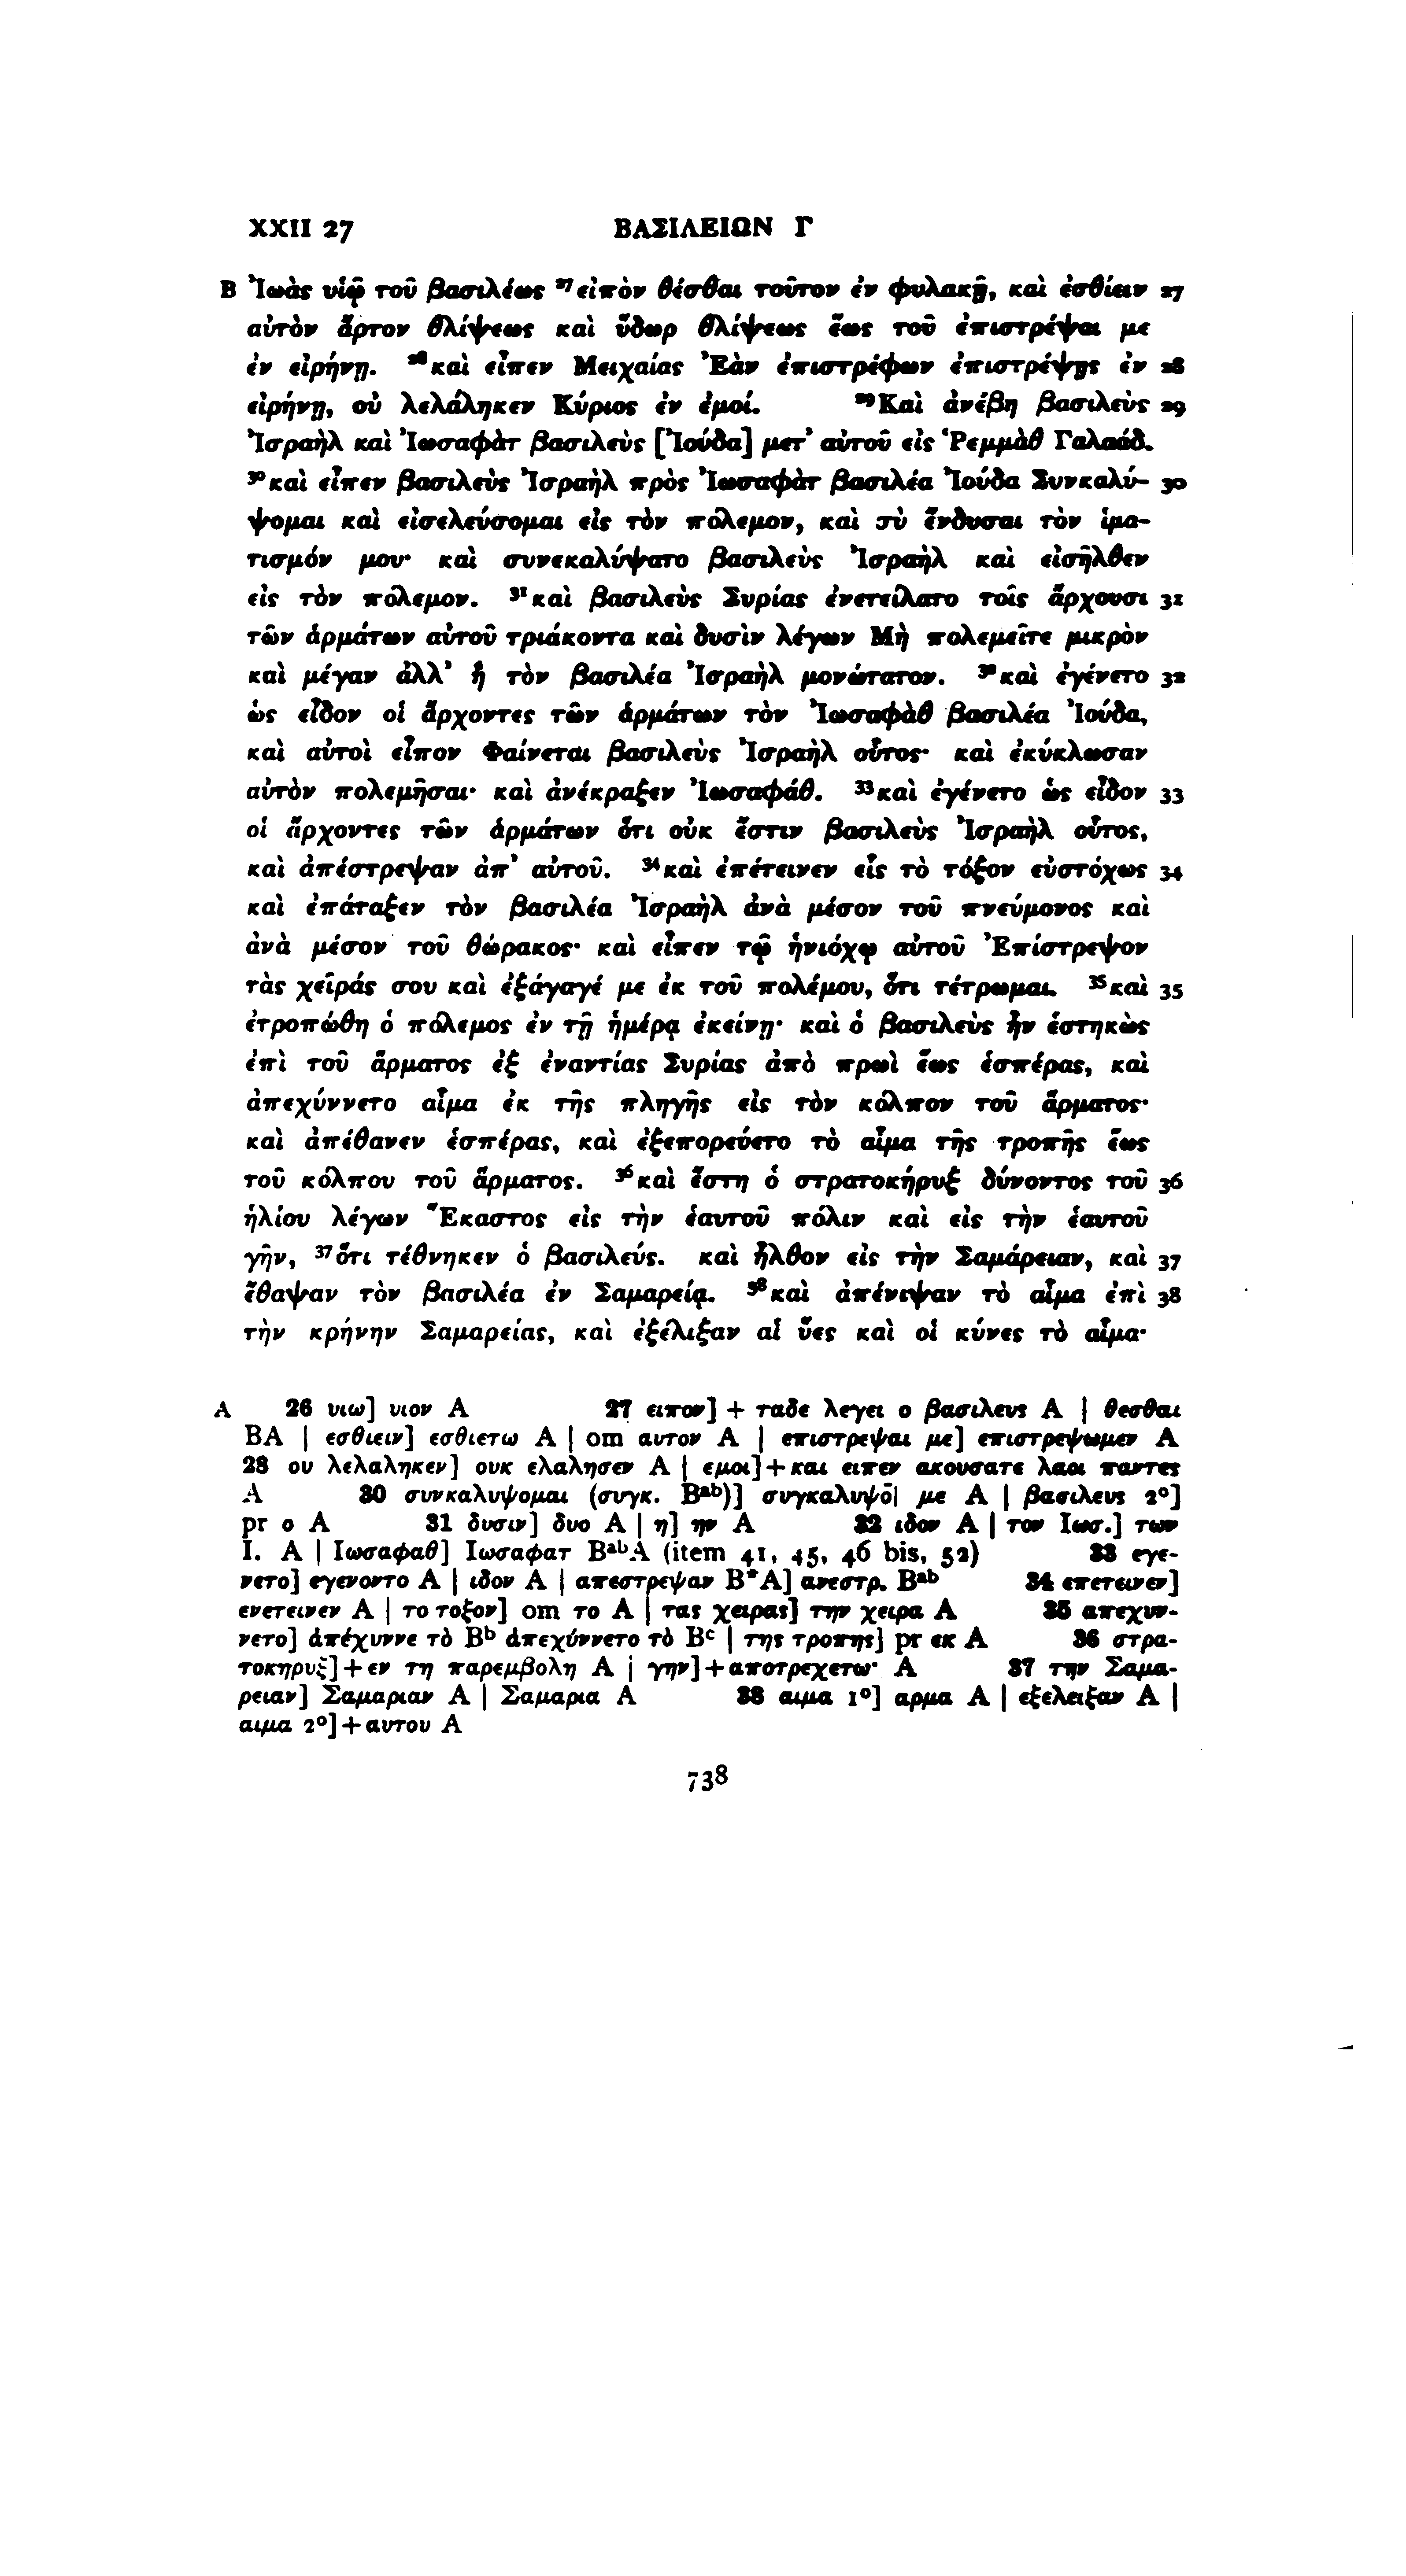 XXII 27 ΒΑΣΙΛΕΙΩΝ Γ
B Ἰωὰς υἱῷ τοῦ βασιλέως ²⁷εἰπὸν θέσθαι τοῦτον ἐν φυλακῇ, καὶ ἐσθίειν 27
αὐτὸν ἄρτον θλίψεως καὶ ὕδωρ θλίψεως ἕως τοῦ ἐπιστρέψαι με
ἐν εἰρήνῃ. ²⁸καὶ εἶπεν Μειχαίας Ἐὰν ἐπιστρέφων ἐπιστρέψῃς ἐν 28
εἰρήνῃ, οὐ λελάληκεν Κύριος ἐν ἐμοί. ²⁹Καὶ ἀνέβη βασιλεὺς 29
Ἰσραὴλ καὶ Ἰωσαφὰτ βασιλεὺς [Ἰούδα] μετ’ αὐτοῦ εἰς Ῥεμμὰθ Γαλαάδ.
³⁰καὶ εἶπεν βασιλεὺς Ἰσραὴλ πρὸς Ἰωσαφὰτ βασιλέα Ἰούδα Συνκαλύ- 30
ψομαι καὶ εἰσελεύσομαι εἰς τὸν πόλεμον, καὶ σὺ ἔνδυσαι τὸν ἱμα-
τισμόν μου· καὶ συνεκαλύψατο βασιλεὺς Ἰσραὴλ καὶ εἰσῆλθεν
εἰς τὸν πόλεμον. ³¹καὶ βασιλεὺς Συρίας ἐνετείλατο τοῖς ἄρχουσι 31
τῶν ἁρμάτων αὐτοῦ τριάκοντα καὶ δυσὶν λέγων Μὴ πολεμεῖτε μικρὸν
καὶ μέγαν ἀλλ’ ἢ τὸν βασιλέα Ἰσραὴλ μονώτατον. ³²καὶ ἐγένετο 32
ὡς εἶδον οἱ ἄρχοντες τῶν ἁρμάτων τὸν Ἰωσαφὰθ βασιλέα Ἰούδα,
καὶ αὐτοὶ εἶπον Φαίνεται βασιλεὺς Ἰσραὴλ οὗτος· καὶ ἐκύκλωσαν
αὐτὸν πολεμῆσαι· καὶ ἀνέκραξεν Ἰωσαφάθ. ³³καὶ ἐγένετο ὡς εἶδον 33
οἱ ἄρχοντες τῶν ἁρμάτων ὅτι οὐκ ἔστιν βασιλεὺς Ἰσραὴλ οὗτος,
καὶ ἀπέστρεψαν ἀπ’ αὐτοῦ. ³⁴καὶ ἐπέτεινεν εἷς τὸ τόξον εὐστόχως 34
καὶ ἐπάταξεν τὸν βασιλέα Ἰσραὴλ ἀνὰ μέσον τοῦ πνεύμονος καὶ
ἀνὰ μέσον τοῦ θώρακος· καὶ εἶπεν τῷ ἡνιόχῳ αὐτοῦ Ἐπίστρεψον
τὰς χεῖράς σου καὶ ἐξάγαγέ με ἐκ τοῦ πολέμου, ὅτι τέτρωμαι. ³⁵καὶ 35
ἐτροπώθη ὁ πόλεμος ἐν τῇ ἡμέρᾳ ἐκείνῃ· καὶ ὁ βασιλεὺς ἦν ἑστηκὼς
ἐπὶ τοῦ ἅρματος ἐξ ἐναντίας Συρίας ἀπὸ πρωὶ ἕως ἑσπέρας, καὶ
ἀπεχύννετο αἷμα ἐκ τῆς πληγῆς εἰς τὸν κόλπον τοῦ ἅρματος·
καὶ ἀπέθανεν ἑσπέρας, καὶ ἐξεπορεύετο τὸ αἷμα τῆς τροπῆς ἕως
τοῦ κόλπου τοῦ ἅρματος. ³⁶καὶ ἔστη ὁ στρατοκήρυξ δύνοντος τοῦ 36
ἡλίου λέγων Ἕκαστος εἰς τὴν ἑαυτοῦ πόλιν καὶ εἰς τὴν ἑαυτοῦ
γῆν, ³⁷ὅτι τέθνηκεν ὁ βασιλεύς. καὶ ἦλθον εἰς τὴν Σαμάρειαν, καὶ 37
ἔθαψαν τὸν βασιλέα ἐν Σαμαρείᾳ. ³⁸καὶ ἀπένιψαν τὸ αἷμα ἐπὶ 38
τὴν κρήνην Σαμαρείας, καὶ ἐξέλιξαν αἱ ὕες καὶ οἱ κύνες τὸ αἷμα·
A 26 υιω] υιον A 27 ειπον] + ταδε λεγει ο βασιλευς A | θεσθαι
BA | εσθιειν] εσθιετω A | om αυτον A | επιστρεψαι με] επιστρεψωμεν A
28 ου λελαληκεν] ουκ ελαλησεν A | εμοι] + και ειπεν ακουσατε λαοι παντες
A 30 συνκαλυψομαι (συγκ. Bᵃᵇ)] συγκαλυψο̄| με A | βασιλευς 2°]
pr ο A 31 δυσιν] δυο A | η] ην A 32 ιδον A | τον Ιωσ.] των
Ι. A | Ιωσαφαθ] Ιωσαφατ BᵃᵇA (item 41, 45, 46 bis, 52) 33 εγε-
νετο] εγενοντο A | ιδον A | απεστρεψαν B*A] ανεστρ. Bᵃᵇ 34 επετεινεν]
ενετεινεν A | το τοξον] om το A | τας χειρας] την χειρα A 35 απεχυν-
νετο] ἀπέχυννε τὸ Bᵇ ἀπεχύννετο τὸ Bᶜ | της τροπης] pr εκ A 36 στρα-
τοκηρυξ] + εν τη παρεμβολη A | γην] + αποτρεχετω· A 37 την Σαμα-
ρειαν] Σαμαριαν A | Σαμαρια A 38 αιμα 1°] αρμα A | εξελειξαν A |
αιμα 2°] + αυτου A
738